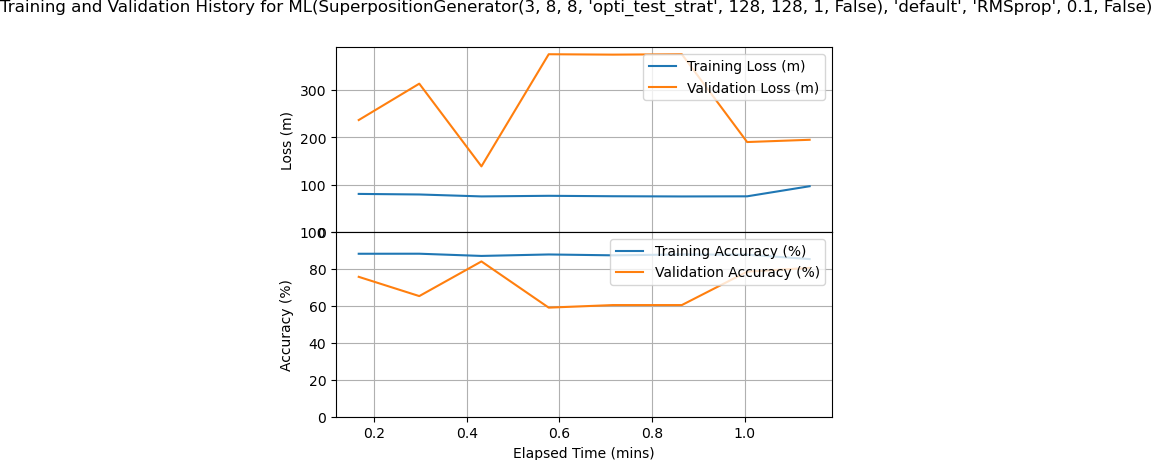 Training and Validation History for ML(SuperpositionGenerator(3, 8, 8, 'opti_test_strat', 128, 128, 1, False), 'default', 'RMSprop', 0.1, False)
Training Loss (m)
Validation Loss (m)
300
200
100
0
Loss (m)
Training Accuracy (%)
Validation Accuracy (%)
100
80
60
40
20
0
Accuracy (%)
0.2 0.4 0.6 0.8 1.0
Elapsed Time (mins)